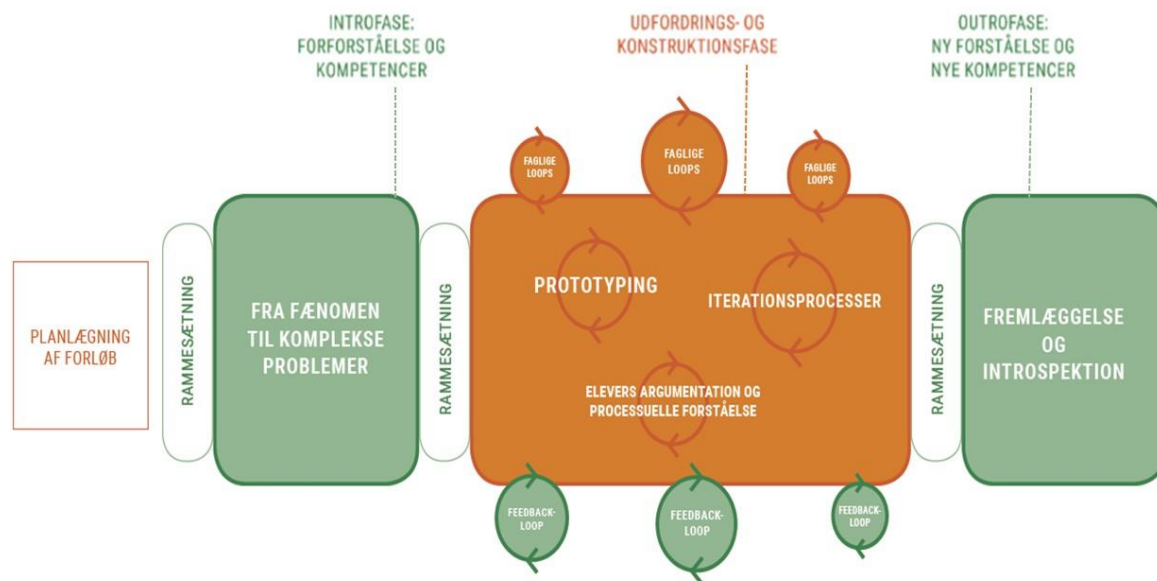 INTROFASE:
FORFORSTÅELSE OG
KOMPETENCER
UDFORDRINGS- OG
KONSTRUKTIONSFASE
OUTROFASE:
NY FORSTÅELSE OG
NYE KOMPETENCER
FAGLIGE
LOOPS
FAGLIGE
LOOPS
FAGLIGE
LOOPS
PLANLÆGNING
AF FORLØB
RAMMESÆTNING
FRA FÆNOMEN
TIL KOMPLEKSE
PROBLEMER
RAMMESÆTNING
PROTOTYPING
ITERATIONSPROCESSER
ELEVERS ARGUMENTATION OG
PROCESSUELLE FORSTÅELSE
RAMMESÆTNING
FREMLÆGGELSE
OG
INTROSPEKTION
FEEDBACK-
LOOP
FEEDBACK-
LOOP
FEEDBACK-
LOOP